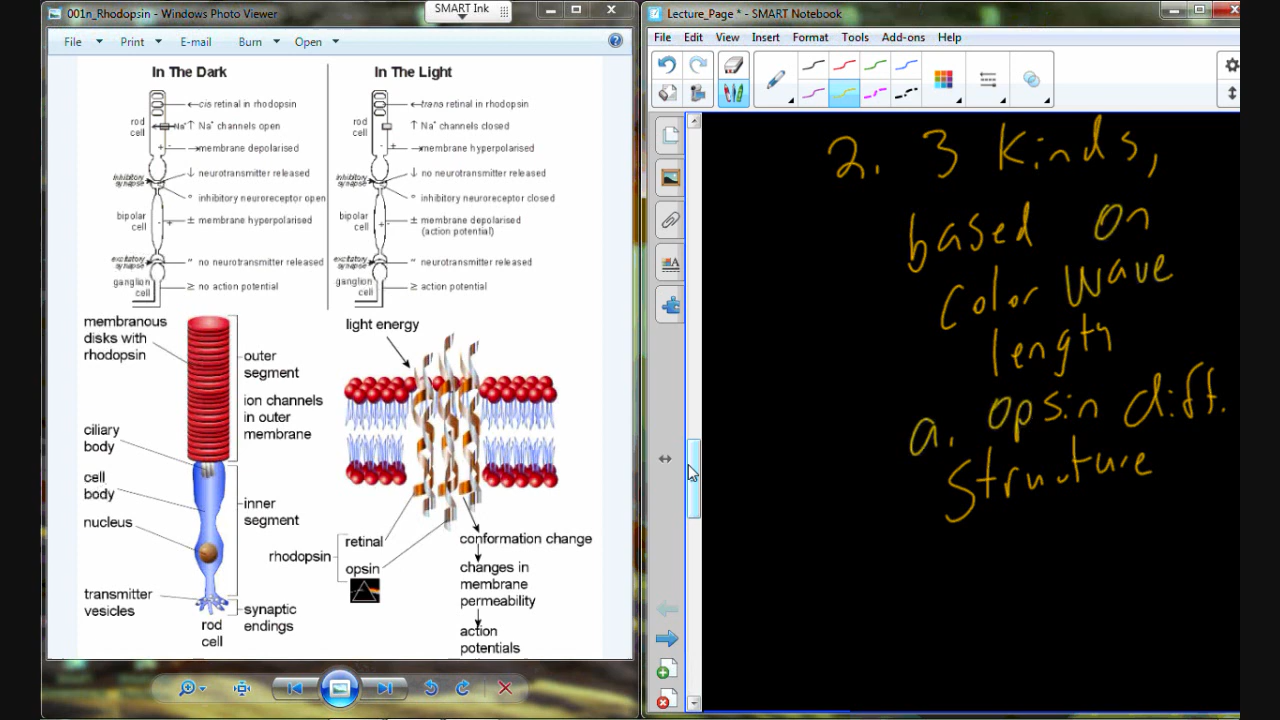 001n_Rhodopsin - Windows Photo Viewer
SMART Ink
File Print E-mail Burn Open
In The Dark
In The Light
cis retinal in rhodopsin
rod cell
Na⁺ ↑ Na⁺ channels open
membrane depolarised
inhibitory synapse
↓ neurotransmitter released
° inhibitory neuroreceptor open
bipolar cell
± membrane hyperpolarised
excitatory synapse
" no neurotransmitter released
ganglion cell
≥ no action potential
trans retinal in rhodopsin
rod cell
↑ Na⁺ channels closed
membrane hyperpolarised
inhibitory synapse
↓ no neurotransmitter released
° inhibitory neuroreceptor closed
bipolar cell
± membrane depolarised
(action potential)
excitatory synapse
" neurotransmitter released
ganglion cell
≥ action potential
membranous
disks with
rhodopsin
outer
segment
ion channels
in outer
membrane
ciliary
body
cell
body
nucleus
inner
segment
transmitter
vesicles
synaptic
endings
rod
cell
light energy
rhodopsin
retinal
opsin
conformation change
changes in
membrane
permeability
action
potentials
Lecture_Page * - SMART Notebook
File Edit View Insert Format Tools Add-ons Help
2. 3 Kinds,
based on
Color Wave
length
a. opsin diff.
Structure